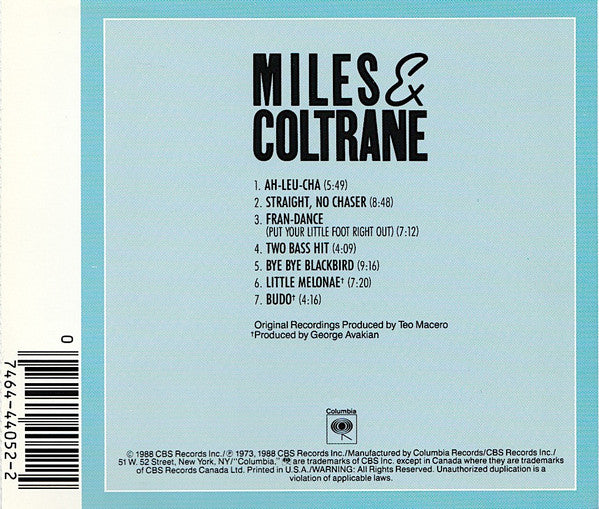 MILES &
COLTRANE
1. AH-LEU-CHA (5:49)
2. STRAIGHT, NO CHASER (8:48)
3. FRAN-DANCE
(PUT YOUR LITTLE FOOT RIGHT OUT) (7:12)
4. TWO BASS HIT (4:09)
5. BYE BYE BLACKBIRD (9:16)
6. LITTLE MELONAE† (7:20)
7. BUDO† (4:16)
Original Recordings Produced by Teo Macero
†Produced by George Avakian
Columbia
© 1988 CBS Records Inc./℗ 1973, 1988 CBS Records Inc./Manufactured by Columbia Records/CBS Records Inc./
51 W. 52 Street, New York, NY/"Columbia," are trademarks of CBS Inc. except in Canada where they are trademarks
of CBS Records Canada Ltd. Printed in U.S.A./WARNING: All Rights Reserved. Unauthorized duplication is a
violation of applicable laws.
0
7464-44052-2